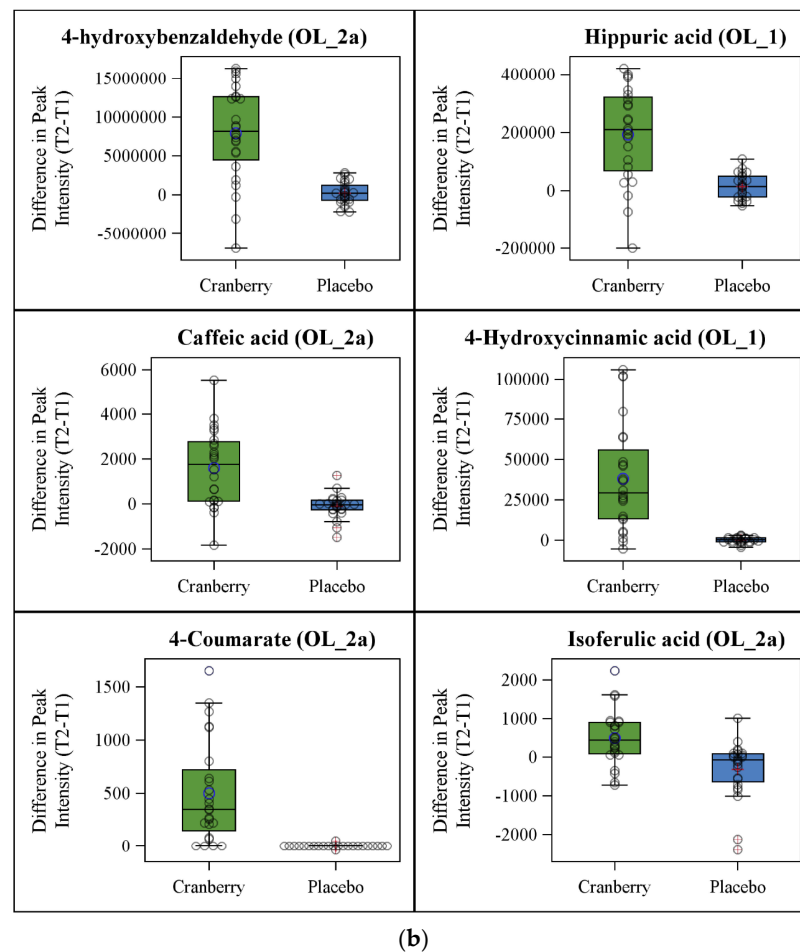 4-hydroxybenzaldehyde (OL_2a)
Difference in Peak
Intensity (T2-T1)
15000000
10000000
5000000
0
-5000000
Cranberry
Placebo
Hippuric acid (OL_1)
Difference in Peak
Intensity (T2-T1)
400000
200000
0
-200000
Cranberry
Placebo
Caffeic acid (OL_2a)
Difference in Peak
Intensity (T2-T1)
6000
4000
2000
0
-2000
Cranberry
Placebo
4-Hydroxycinnamic acid (OL_1)
Difference in Peak
Intensity (T2-T1)
100000
75000
50000
25000
0
Cranberry
Placebo
4-Coumarate (OL_2a)
Difference in Peak
Intensity (T2-T1)
1500
1000
500
0
Cranberry
Placebo
Isoferulic acid (OL_2a)
Difference in Peak
Intensity (T2-T1)
2000
1000
0
-1000
-2000
Cranberry
Placebo
(b)